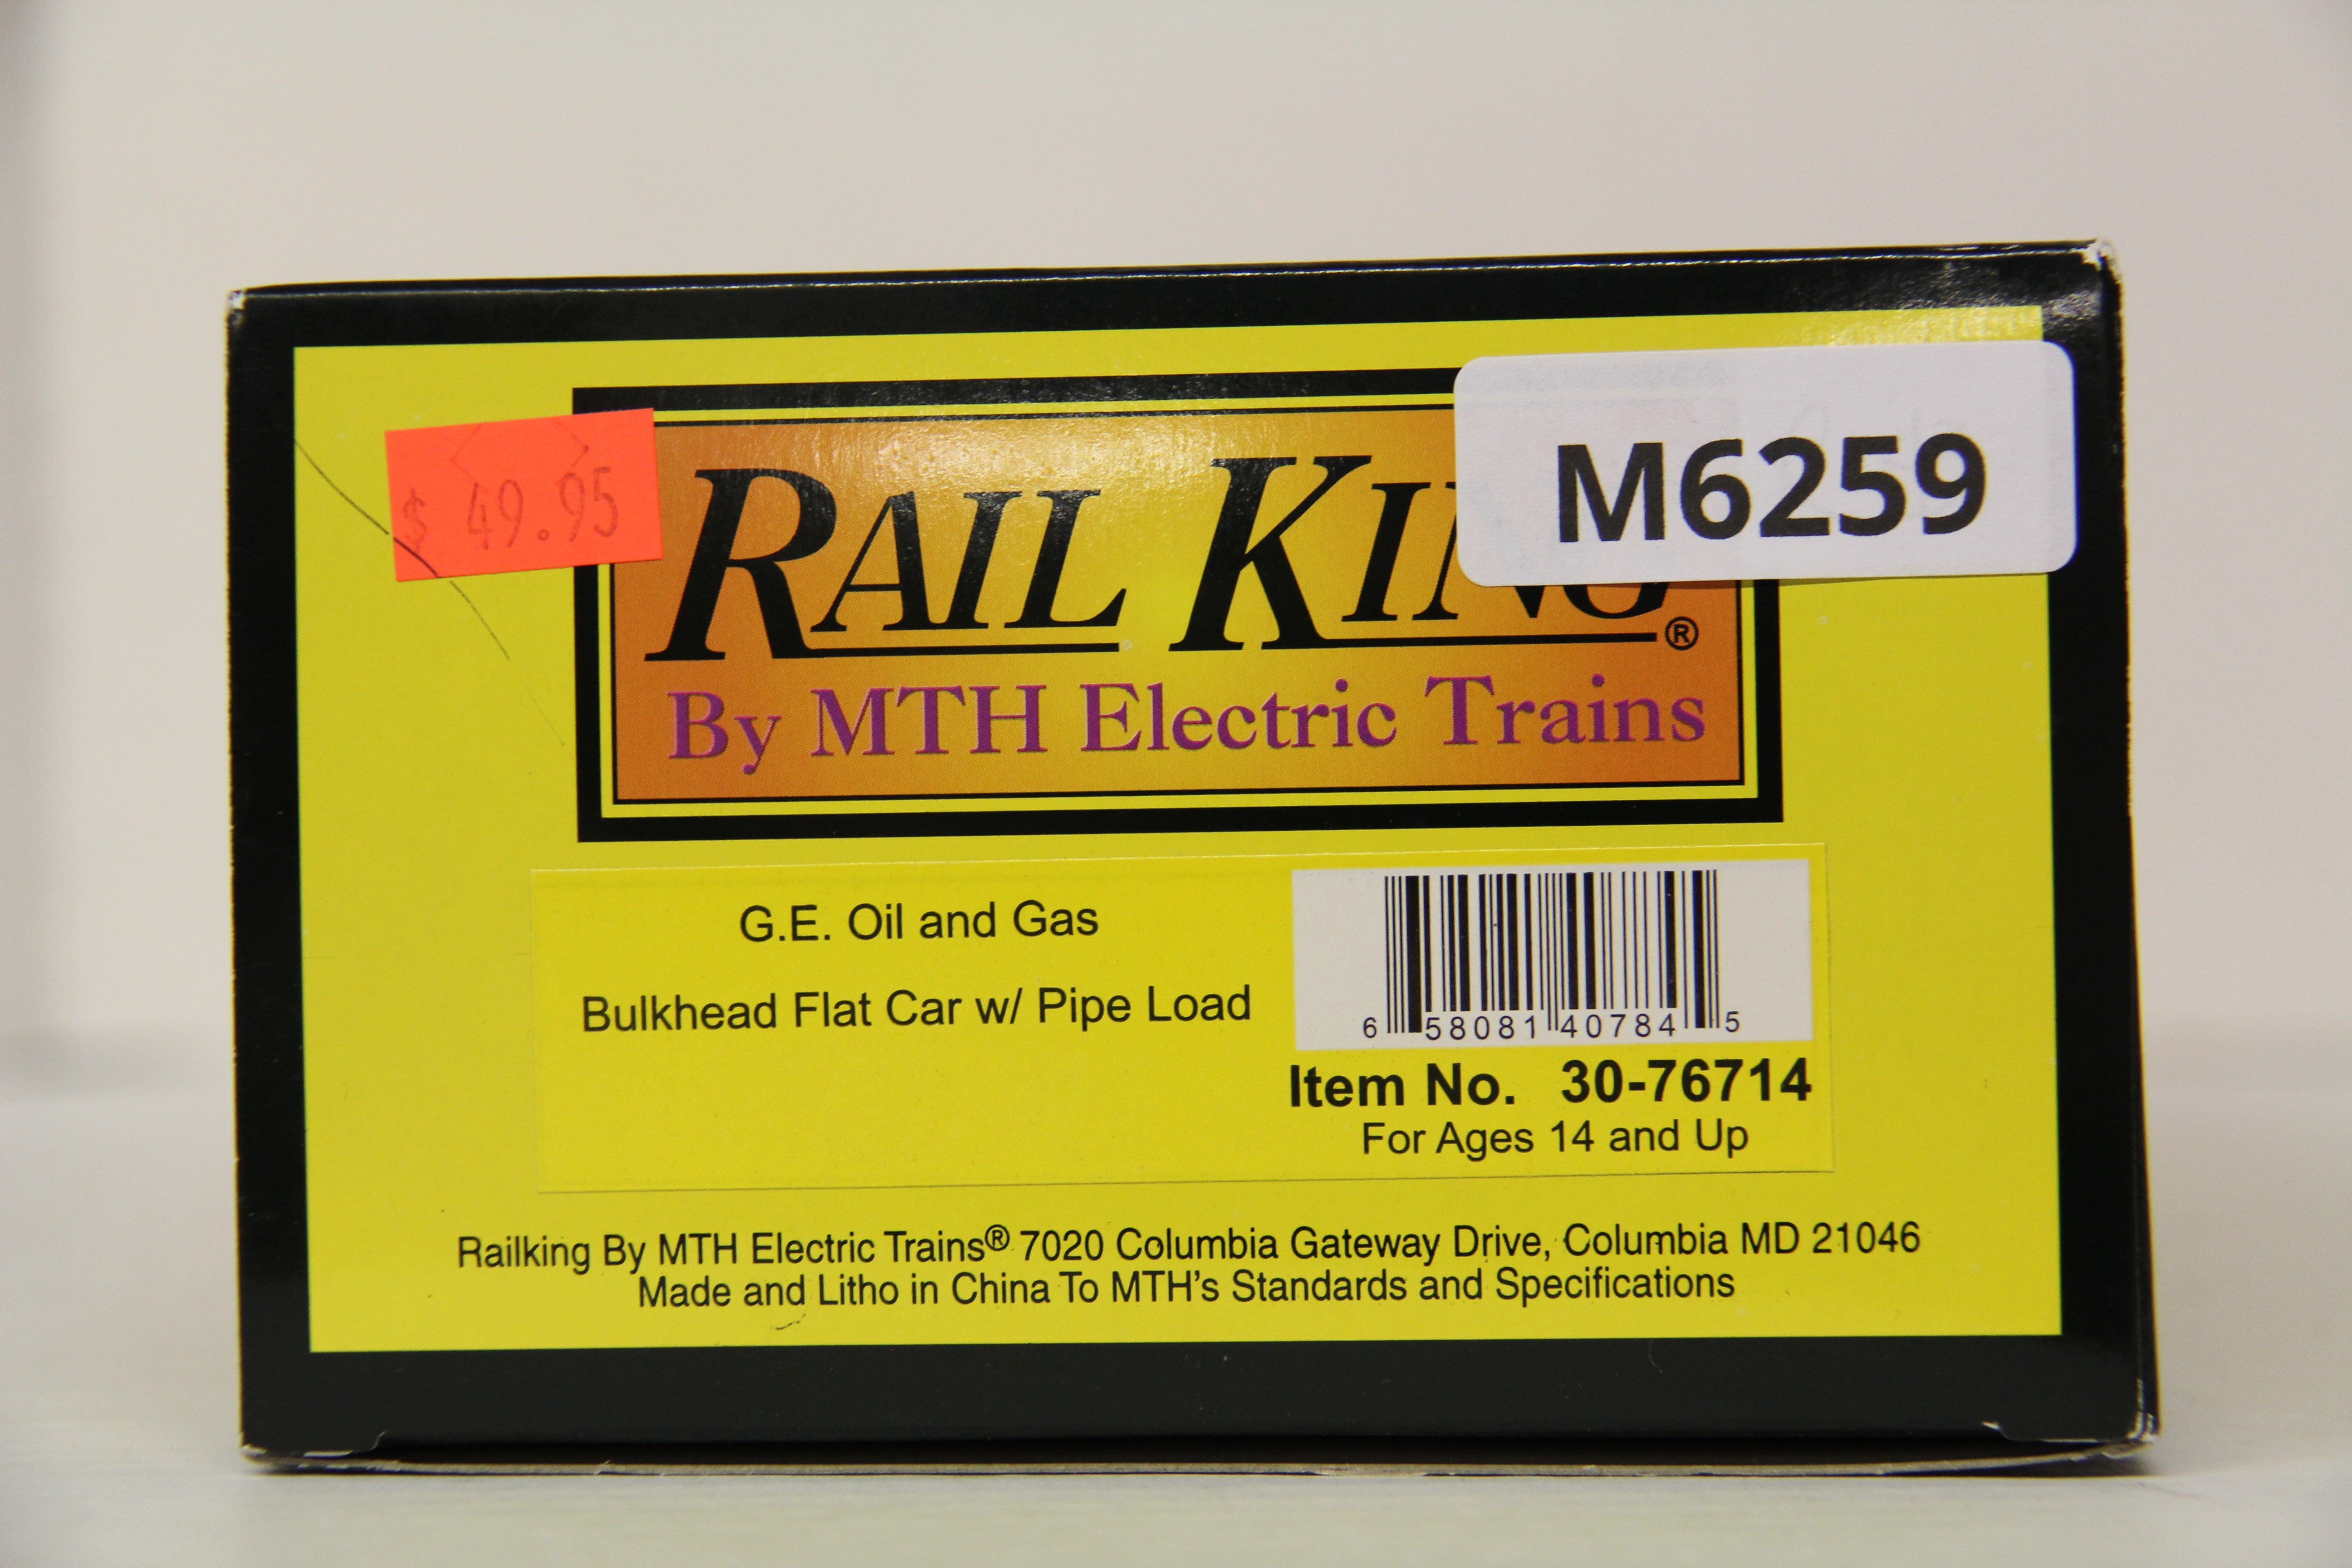 $ 49.95
M6259
RAIL KING®
By MTH Electric Trains
G.E. Oil and Gas
Bulkhead Flat Car w/ Pipe Load
6 58081 40784 5
Item No. 30-76714
For Ages 14 and Up
Railking By MTH Electric Trains® 7020 Columbia Gateway Drive, Columbia MD 21046
Made and Litho in China To MTH's Standards and Specifications